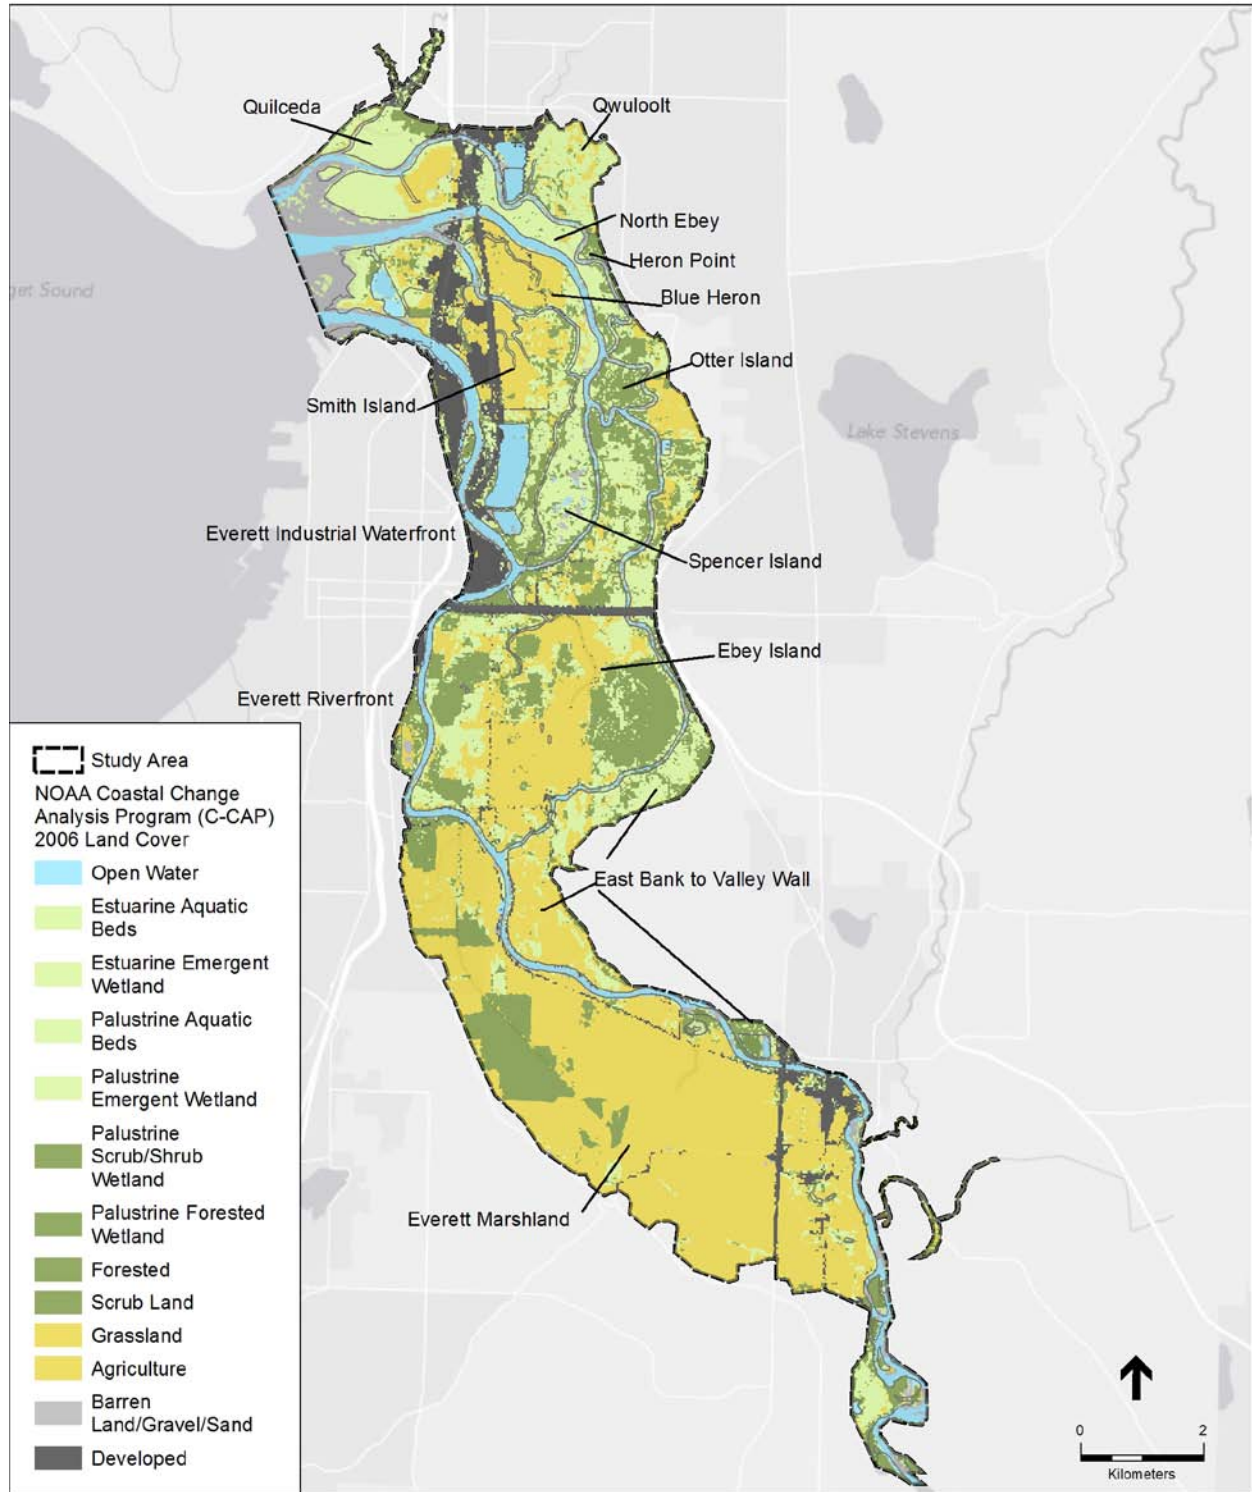 Quilceda
Qwuloolt
North Ebey
Heron Point
Blue Heron
get Sound
Otter Island
Smith Island
Lake Stevens
Everett Industrial Waterfront
Spencer Island
Ebey Island
Everett Riverfront
East Bank to Valley Wall
Everett Marshland
Study Area
NOAA Coastal Change
Analysis Program (C-CAP)
2006 Land Cover
Open Water
Estuarine Aquatic
Beds
Estuarine Emergent
Wetland
Palustrine Aquatic
Beds
Palustrine
Emergent Wetland
Palustrine
Scrub/Shrub
Wetland
Palustrine Forested
Wetland
Forested
Scrub Land
Grassland
Agriculture
Barren
Land/Gravel/Sand
Developed
0 2
Kilometers